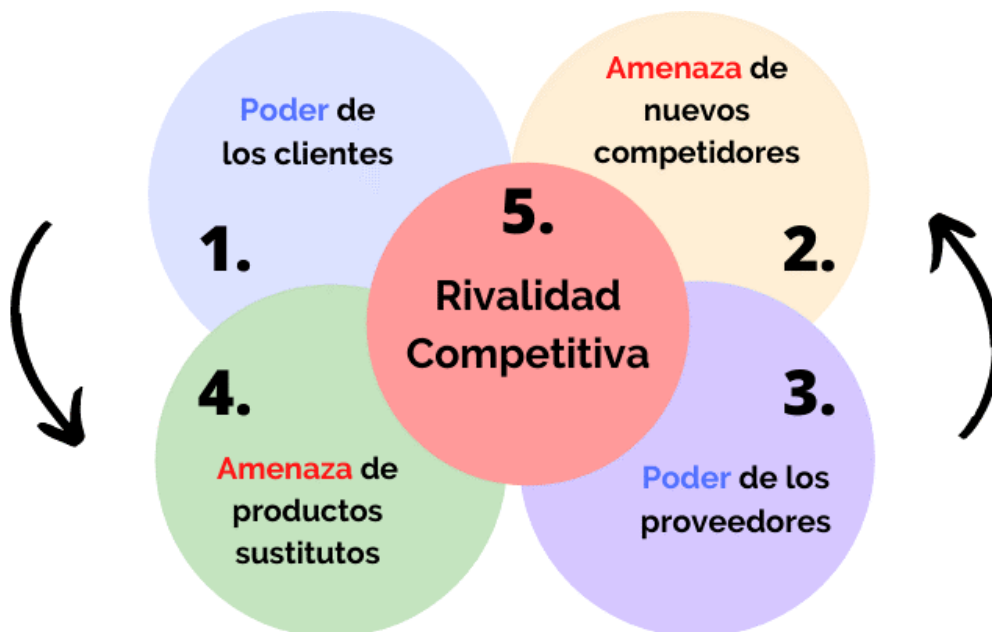 Poder de
los clientes
1.
Amenaza de
nuevos
competidores
2.
5.
Rivalidad
Competitiva
4.
Amenaza de
productos
sustitutos
3.
Poder de los
proveedores